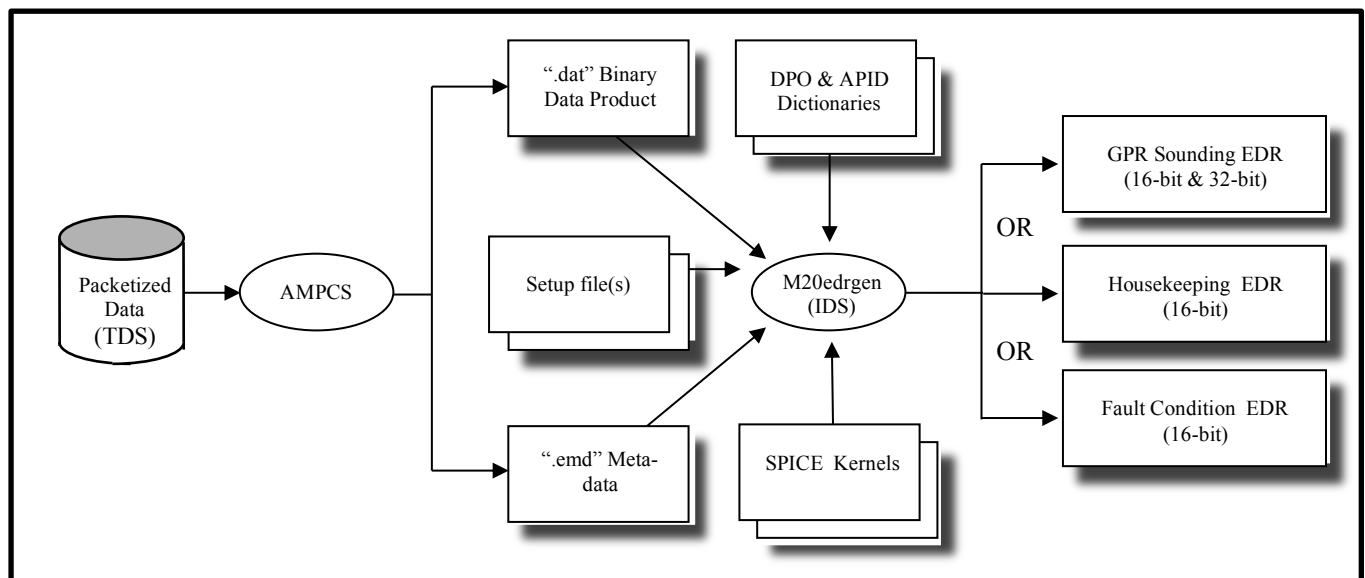 Packetized
Data
(TDS)
AMPCS
“.dat” Binary
Data Product
Setup file(s)
“.emd” Meta-
data
DPO & APID
Dictionaries
M20edrgen
(IDS)
SPICE Kernels
GPR Sounding EDR
(16-bit & 32-bit)
OR
Housekeeping EDR
(16-bit)
OR
Fault Condition EDR
(16-bit)